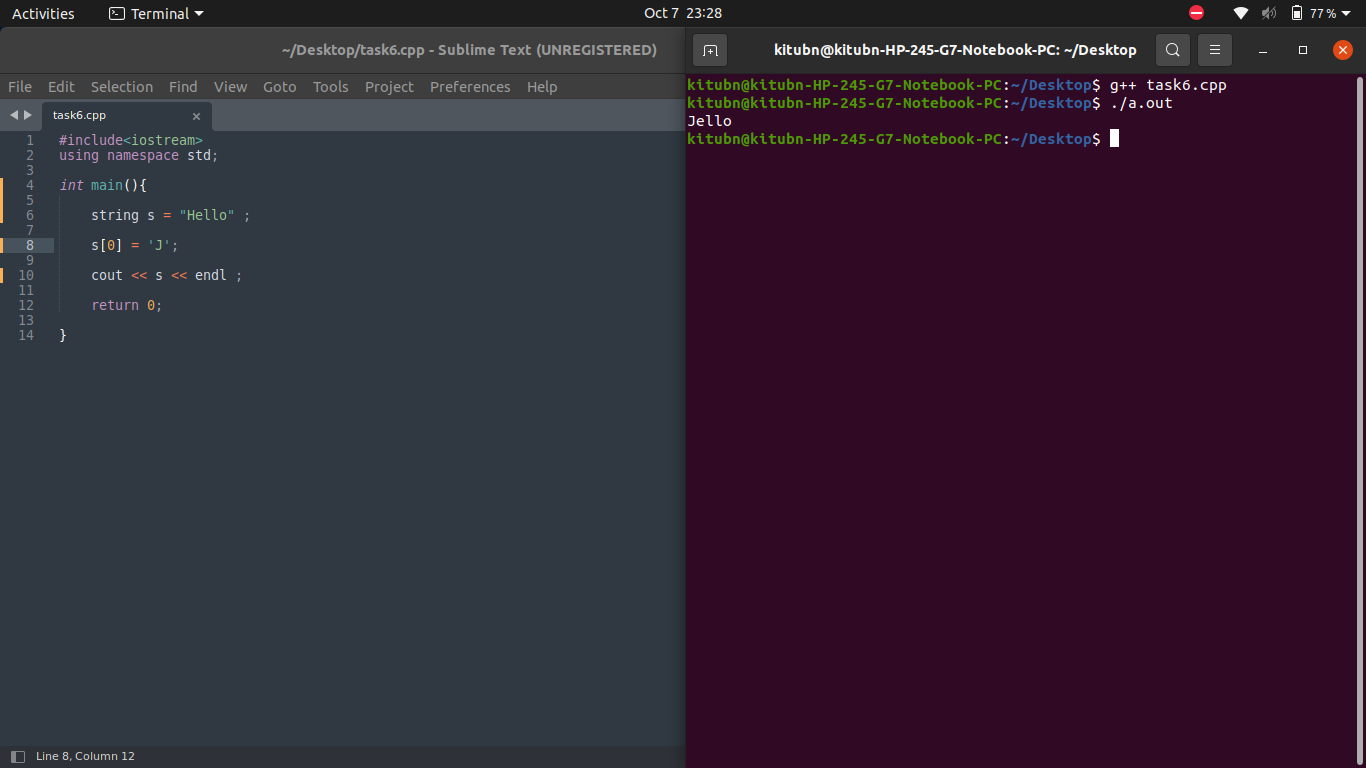 Activities Terminal Oct 7 23:28 77%
~/Desktop/task6.cpp - Sublime Text (UNREGISTERED)
File Edit Selection Find View Goto Tools Project Preferences Help
task6.cpp ×
1 #include<iostream>
2 using namespace std;
3
4 int main(){
5
6 string s = "Hello" ;
7
8 s[0] = 'J';
9
10 cout << s << endl ;
11
12 return 0;
13
14 }
Line 8, Column 12
kitubn@kitubn-HP-245-G7-Notebook-PC: ~/Desktop
kitubn@kitubn-HP-245-G7-Notebook-PC:~/Desktop$ g++ task6.cpp
kitubn@kitubn-HP-245-G7-Notebook-PC:~/Desktop$ ./a.out
Jello
kitubn@kitubn-HP-245-G7-Notebook-PC:~/Desktop$